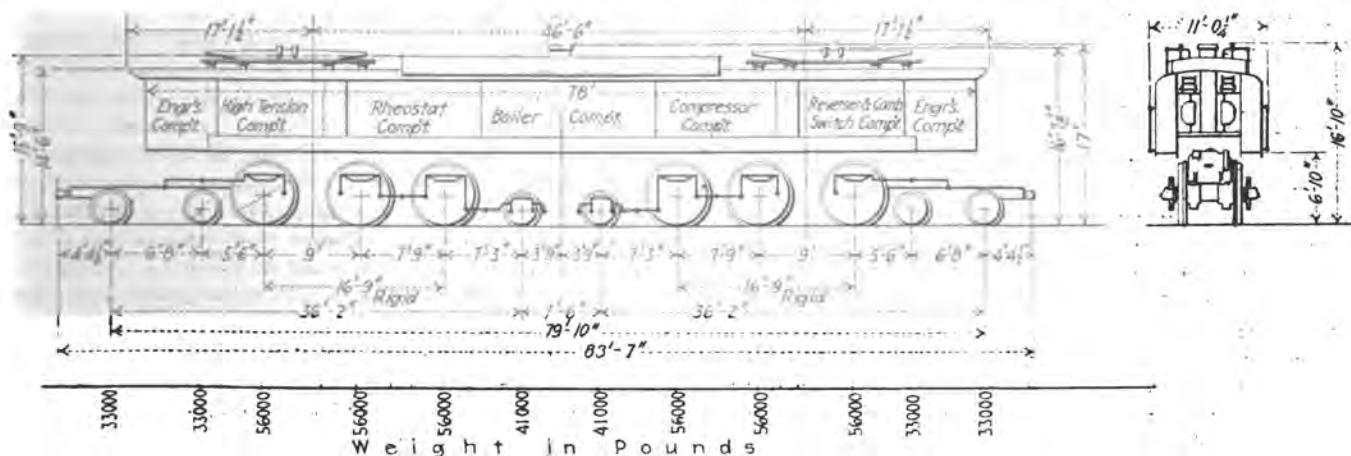 17'-1½" 46'-6" 17'-1½"
11'-0¼"
78'
Engr's Compt High Tension Compt Rheostat Compt Boiler Compt. Compressor Compt Reverser & Comb Switch Compt Engr's Compt
14'-6" 17' 16'-10"
6'-10"
4'-4½" 6'-8" 5'-6" 9' 7'-9" 7'-3" 3'9" 3'9" 7'-3" 7'-9" 9' 5'-6" 6'-8" 4'-4½"
16'-9" Rigid 16'-9" Rigid
36'-2" 36'-2"
79'-10"
83'-7"
33000 33000 56000 56000 56000 41000 41000 56000 56000 56000 33000 33000
Weight in Pounds